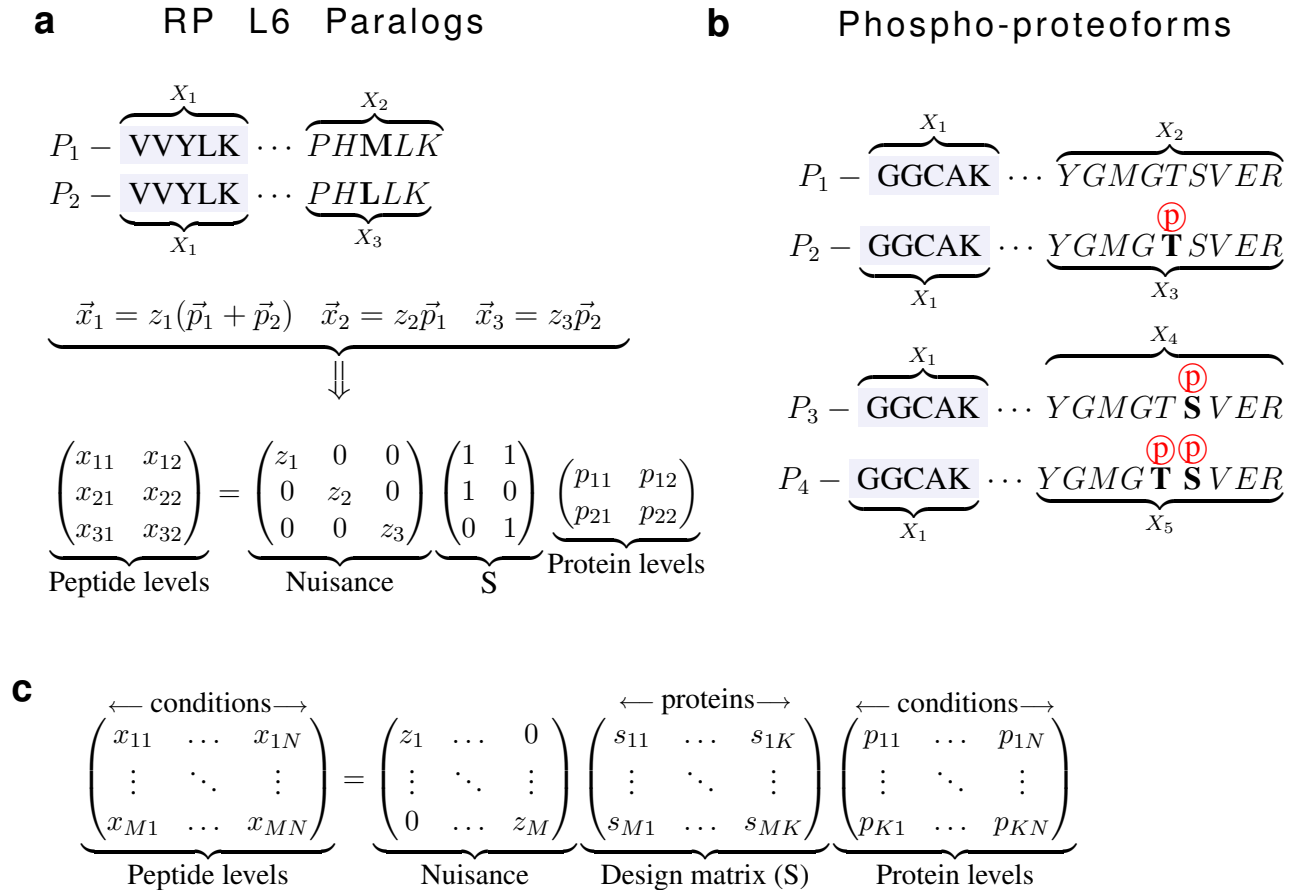 a RP L6 Paralogs
X₁ X₂
P₁ − VVYLK ⋯ PHMLK
P₂ − VVYLK ⋯ PHLLK
X₁ X₃
x⃗₁ = z₁(p⃗₁ + p⃗₂) x⃗₂ = z₂p⃗₁ x⃗₃ = z₃p⃗₂
⇓
x₁₁ x₁₂ z₁ 0 0 1 1 p₁₁ p₁₂
x₂₁ x₂₂ = 0 z₂ 0 1 0 p₂₁ p₂₂
x₃₁ x₃₂ 0 0 z₃ 0 1
Peptide levels Nuisance S Protein levels
b Phospho-proteoforms
X₁ X₂
P₁ − GGCAK ⋯ YGMGTSVER
p
P₂ − GGCAK ⋯ YGMGTSVER
X₁ X₃
X₁ X₄
p
P₃ − GGCAK ⋯ YGMGTSVER
p p
P₄ − GGCAK ⋯ YGMGTSVER
X₁ X₅
c ⟵ conditions ⟶ ⟵ proteins ⟶ ⟵ conditions ⟶
x₁₁ … x₁N z₁ … 0 s₁₁ … s₁K p₁₁ … p₁N
⋮ ⋱ ⋮ = ⋮ ⋱ ⋮ ⋮ ⋱ ⋮ ⋮ ⋱ ⋮
xM₁ … xMN 0 … zM sM₁ … sMK pK₁ … pKN
Peptide levels Nuisance Design matrix (S) Protein levels